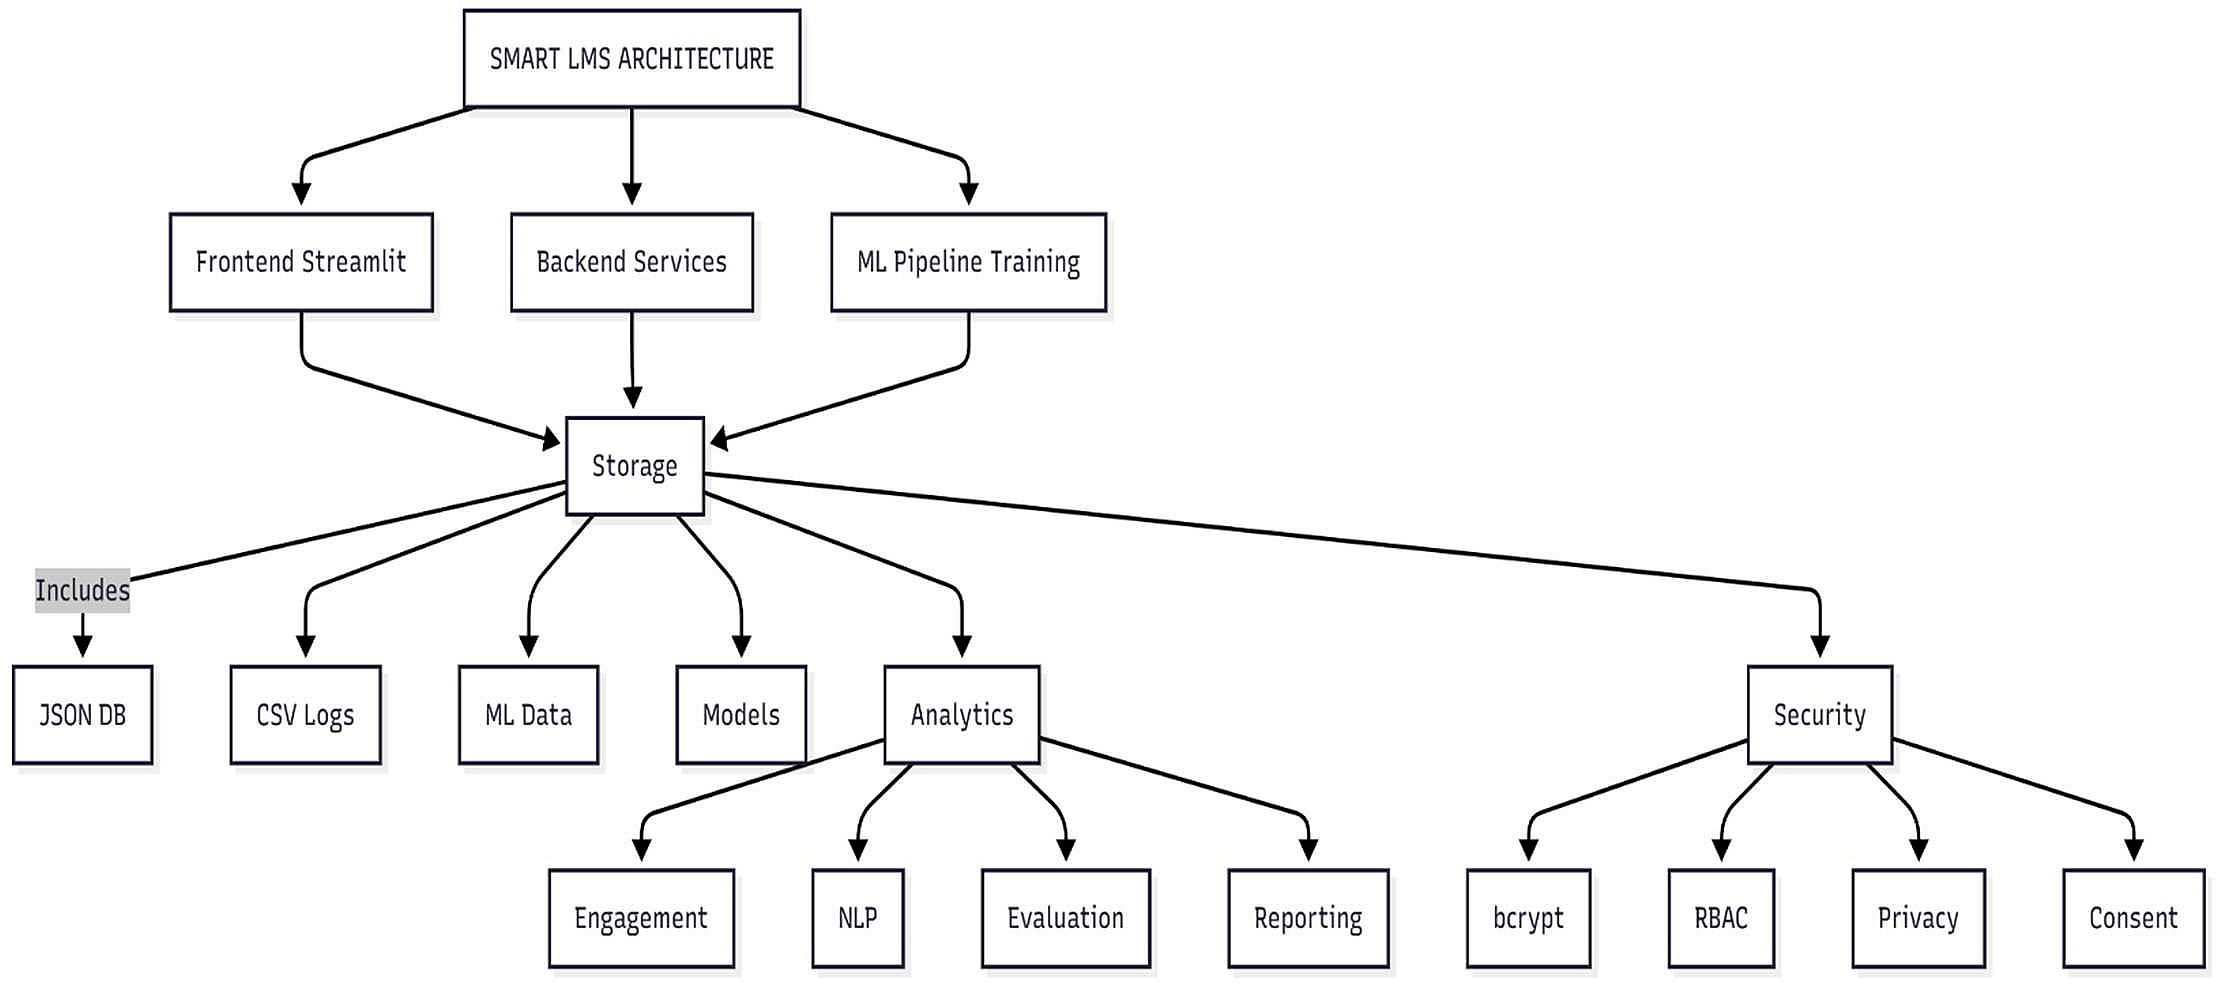 SMART LMS ARCHITECTURE
Frontend Streamlit
Backend Services
ML Pipeline Training
Storage
Includes
JSON DB
CSV Logs
ML Data
Models
Analytics
Security
Engagement
NLP
Evaluation
Reporting
bcrypt
RBAC
Privacy
Consent